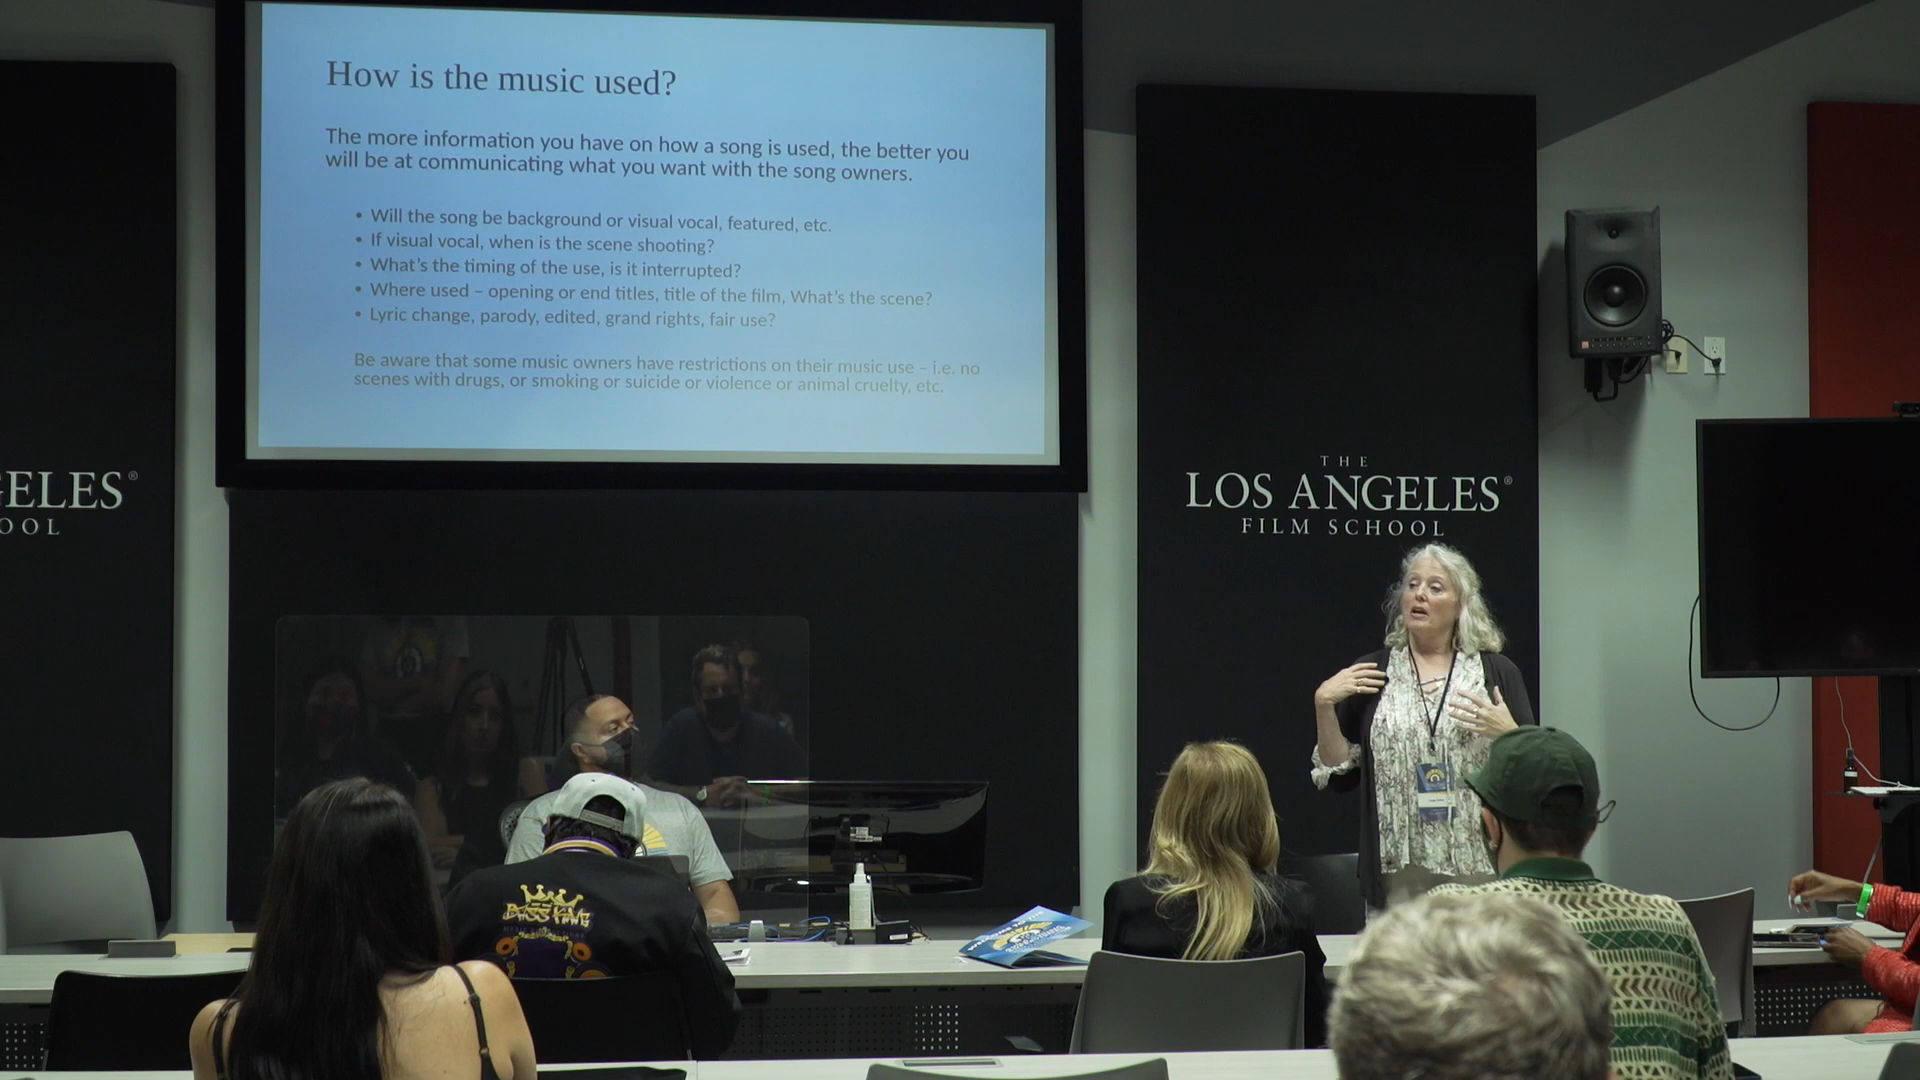 How is the music used?
The more information you have on how a song is used, the better you
will be at communicating what you want with the song owners.
• Will the song be background or visual vocal, featured, etc.
• If visual vocal, when is the scene shooting?
• What's the timing of the use, is it interrupted?
• Where used – opening or end titles, title of the film, What's the scene?
• Lyric change, parody, edited, grand rights, fair use?
Be aware that some music owners have restrictions on their music use – i.e. no
scenes with drugs, or smoking or suicide or violence or animal cruelty, etc.
GELES®
OOL
THE
LOS ANGELES®
FILM SCHOOL
BASS KING